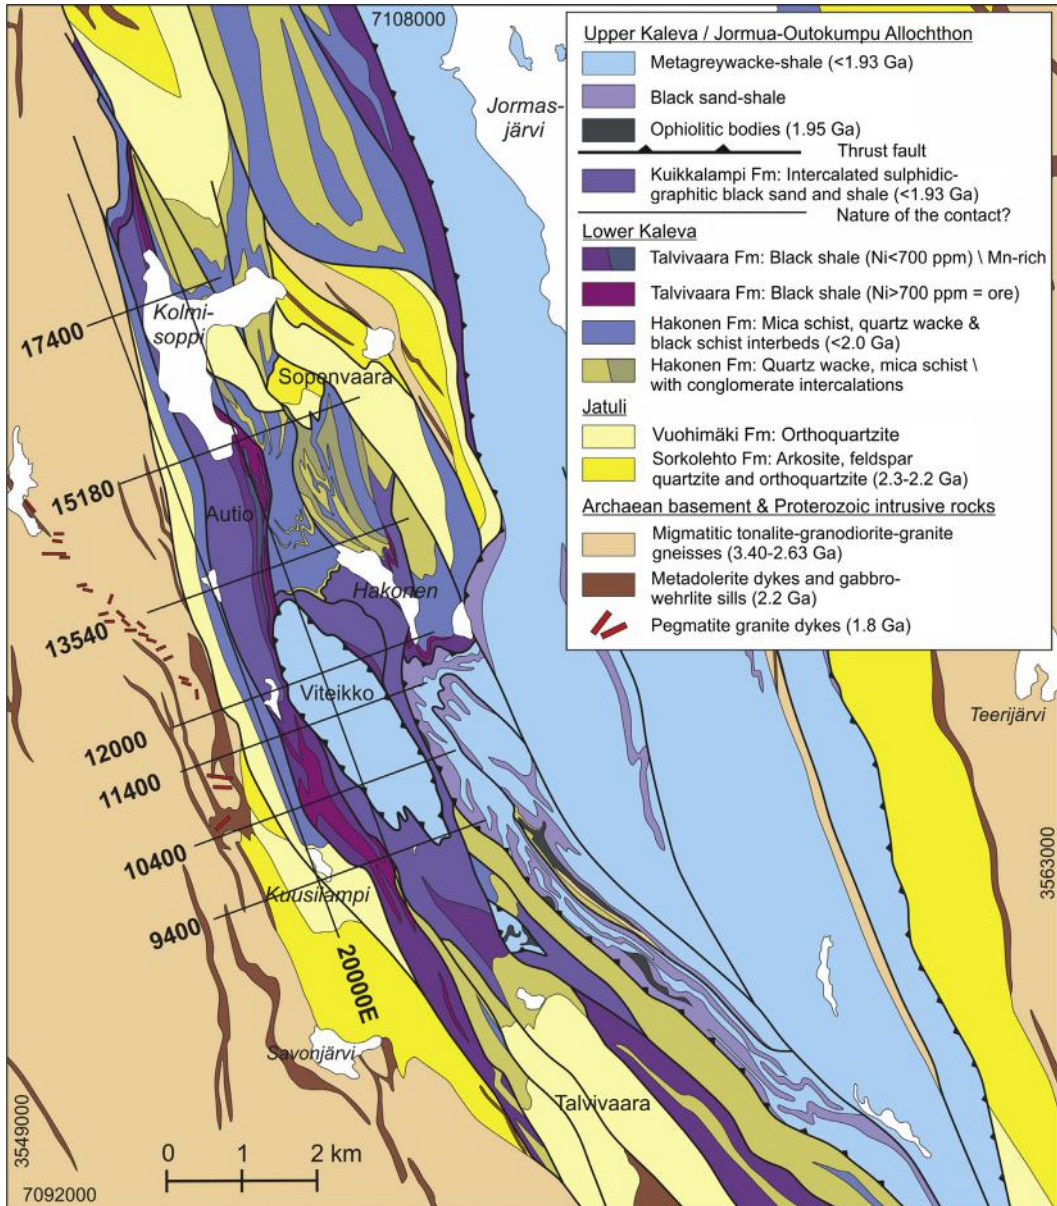 7108000
Jormas-
järvi
Upper Kaleva / Jormua-Outokumpu Allochthon
Metagreywacke-shale (<1.93 Ga)
Black sand-shale
Ophiolitic bodies (1.95 Ga)
Thrust fault
Kuikkalampi Fm: Intercalated sulphidic-
graphitic black sand and shale (<1.93 Ga)
Nature of the contact?
Lower Kaleva
Talvivaara Fm: Black shale (Ni<700 ppm) \ Mn-rich
Talvivaara Fm: Black shale (Ni>700 ppm = ore)
Hakonen Fm: Mica schist, quartz wacke &
black schist interbeds (<2.0 Ga)
Hakonen Fm: Quartz wacke, mica schist \
with conglomerate intercalations
Jatuli
Vuohimäki Fm: Orthoquartzite
Sorkolehto Fm: Arkosite, feldspar
quartzite and orthoquartzite (2.3-2.2 Ga)
Archaean basement & Proterozoic intrusive rocks
Migmatitic tonalite-granodiorite-granite
gneisses (3.40-2.63 Ga)
Metadolerite dykes and gabbro-
wehrlite sills (2.2 Ga)
Pegmatite granite dykes (1.8 Ga)
Kolmi-
soppi
17400
Sopenvaara
15180
Autio
Hakonen
13540
Viteikko
Teerijärvi
12000
11400
10400
3563000
Kuusilampi
9400
20000E
Savonjärvi
Talvivaara
3549000
0 1 2 km
7092000